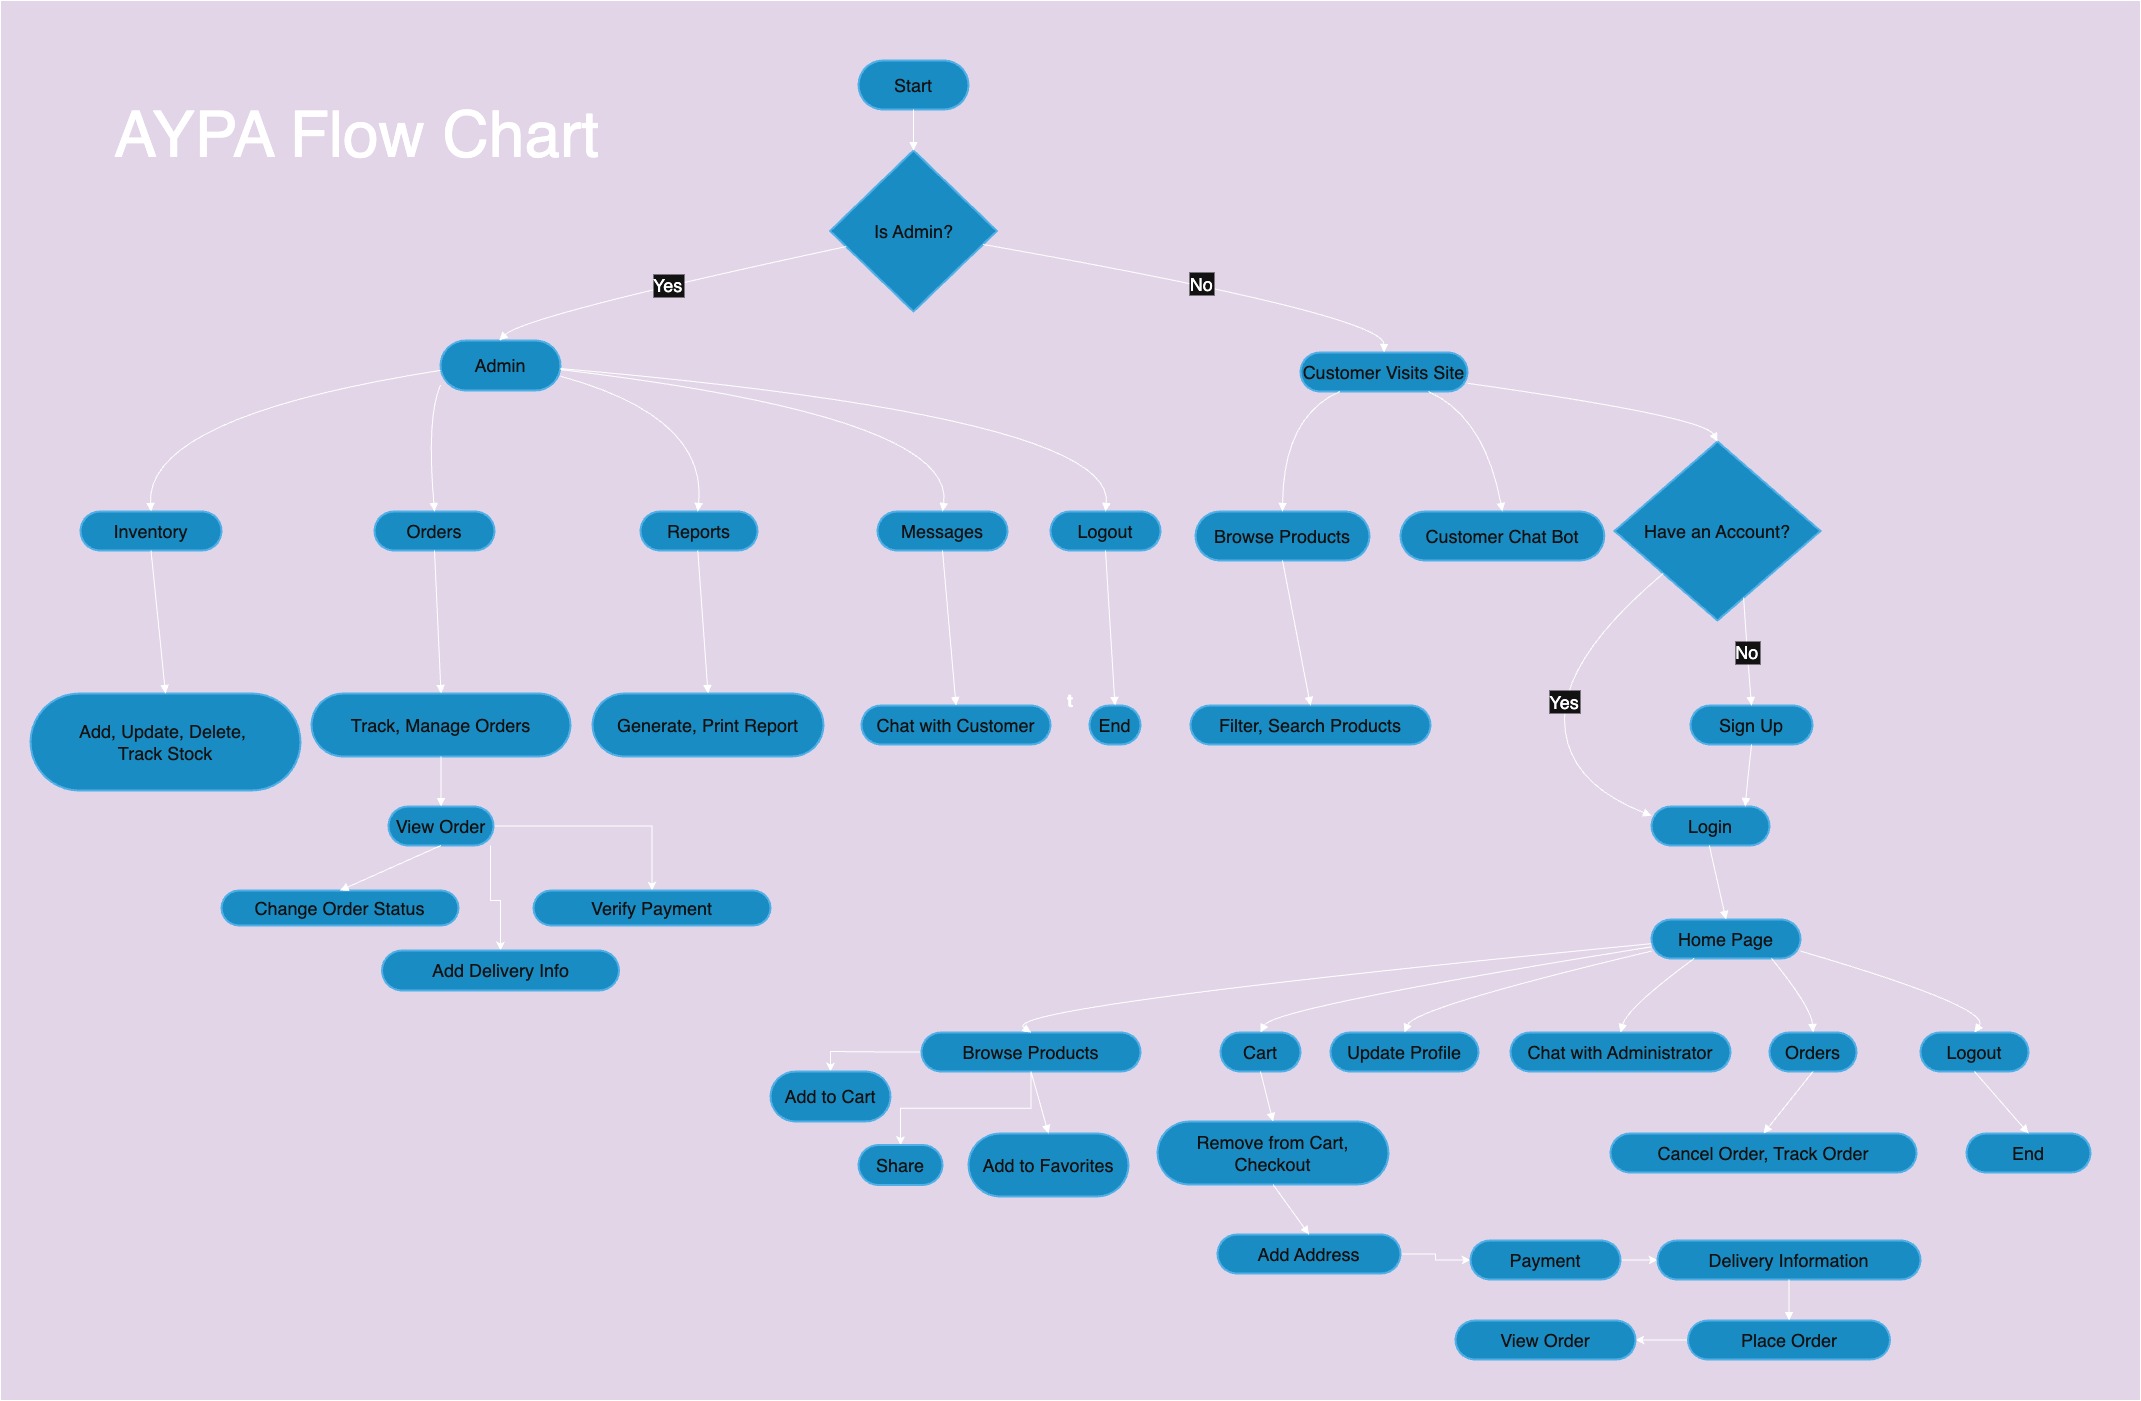 Start
AYPA Flow Chart
Is Admin?
Yes
No
Admin
Customer Visits Site
Inventory
Orders
Reports
Messages
Logout
Browse Products
Customer Chat Bot
Have an Account?
No
Yes
Add, Update, Delete,
Track Stock
Track, Manage Orders
Generate, Print Report
Chat with Customer
t
End
Filter, Search Products
Sign Up
View Order
Login
Change Order Status
Verify Payment
Add Delivery Info
Home Page
Browse Products
Cart
Update Profile
Chat with Administrator
Orders
Logout
Add to Cart
Share
Add to Favorites
Remove from Cart,
Checkout
Cancel Order, Track Order
End
Add Address
Payment
Delivery Information
View Order
Place Order